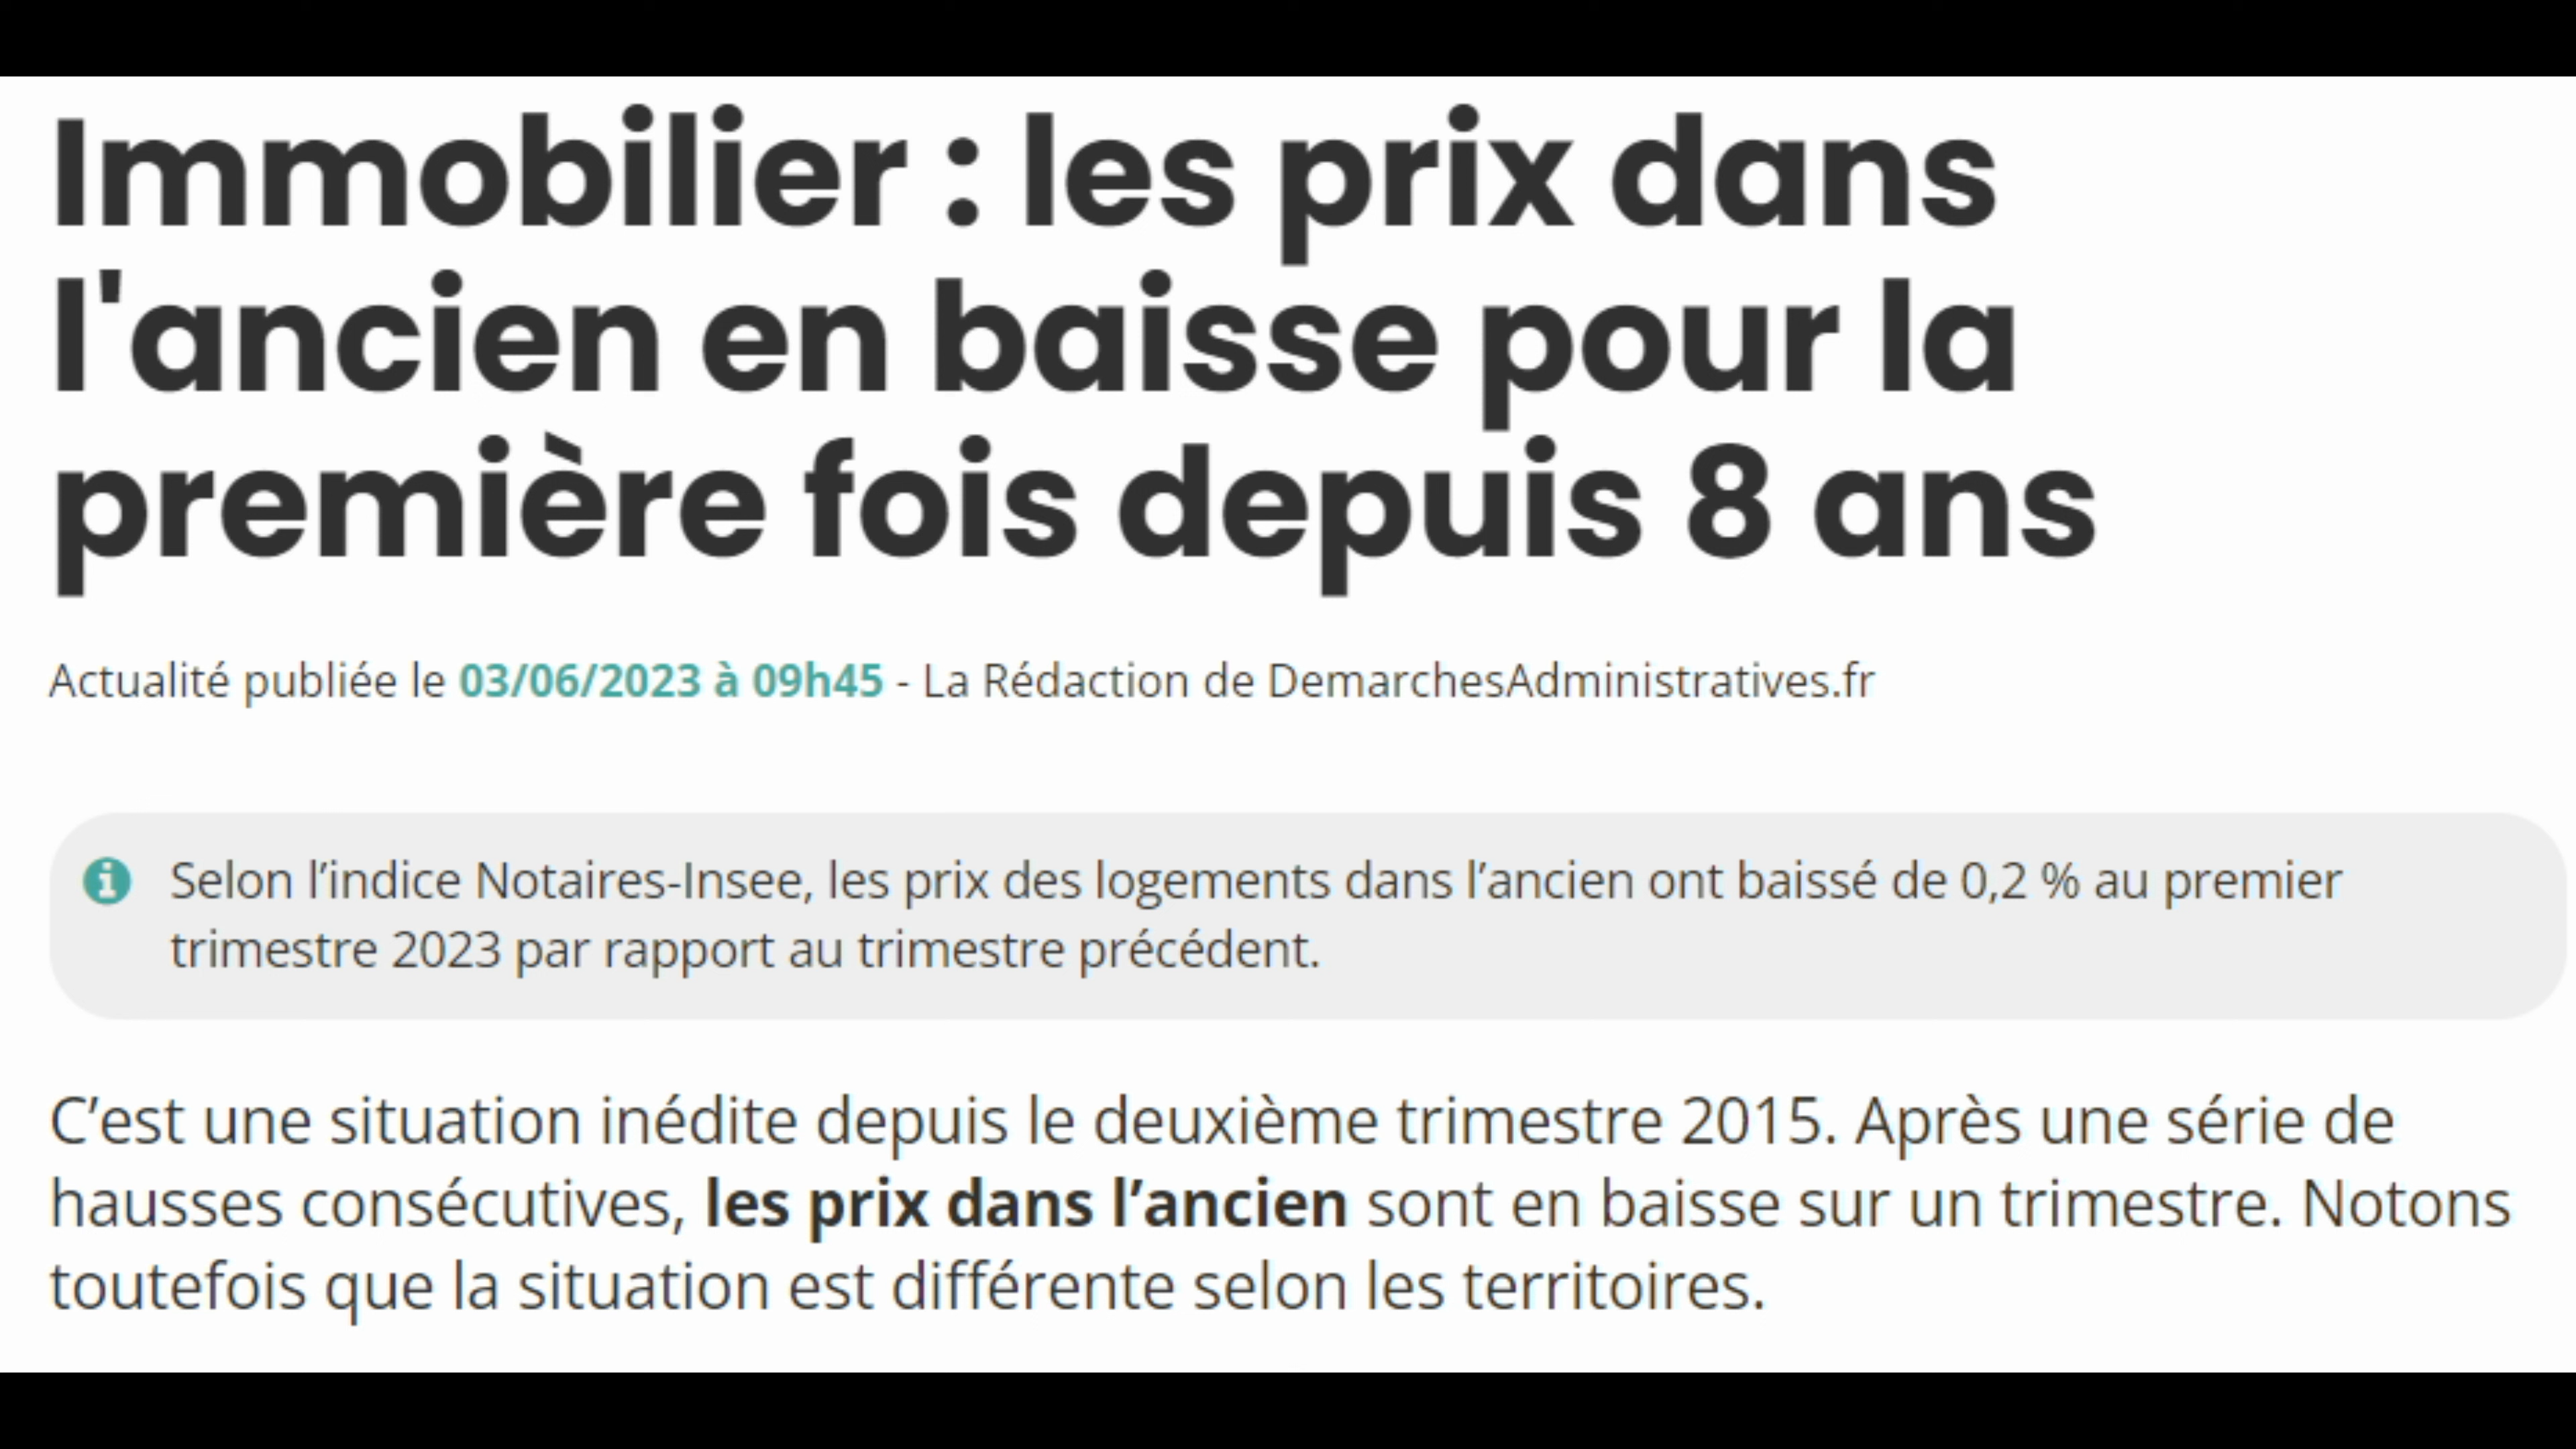 Immobilier : les prix dans
l'ancien en baisse pour la
première fois depuis 8 ans
Actualité publiée le 03/06/2023 à 09h45 - La Rédaction de DemarchesAdministratives.fr
Selon l’indice Notaires-Insee, les prix des logements dans l’ancien ont baissé de 0,2 % au premier
trimestre 2023 par rapport au trimestre précédent.
C’est une situation inédite depuis le deuxième trimestre 2015. Après une série de
hausses consécutives, les prix dans l’ancien sont en baisse sur un trimestre. Notons
toutefois que la situation est différente selon les territoires.